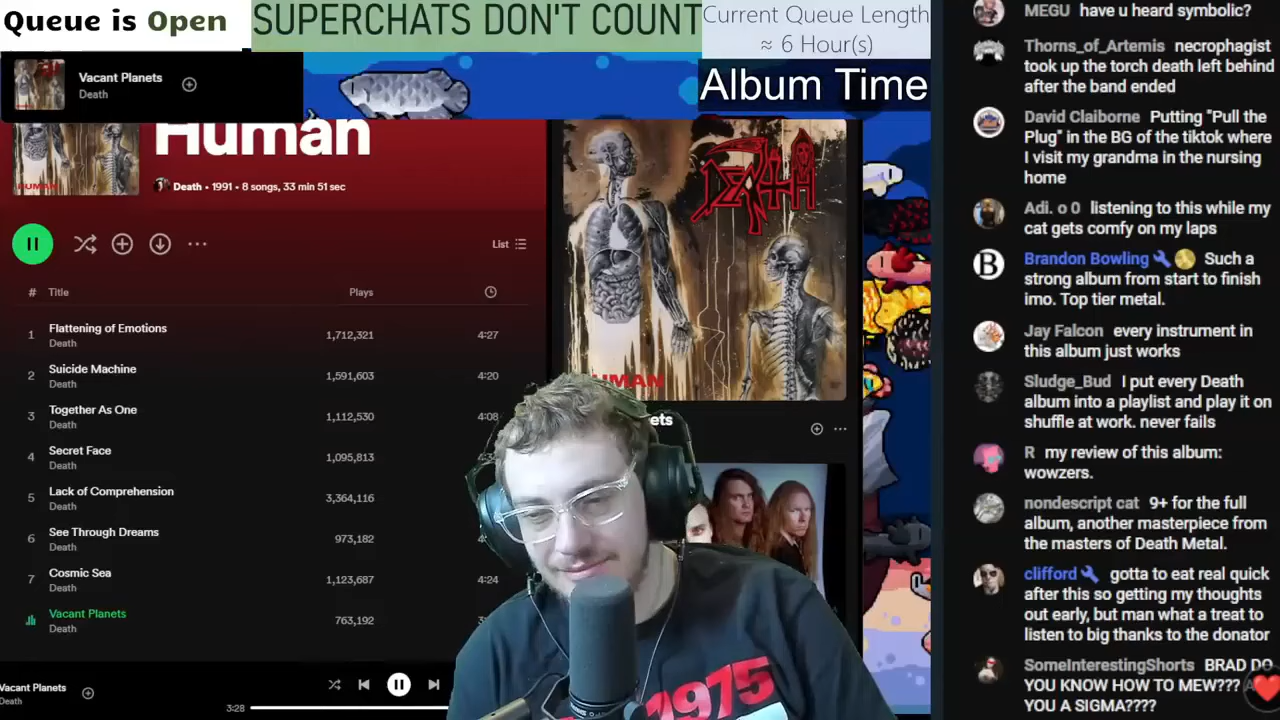 Queue is Open
SUPERCHATS DON'T COUNT
Current Queue Length
≈ 6 Hour(s)
Album Time
Vacant Planets
Death
Human
Death • 1991 • 8 songs, 33 min 51 sec
List
# Title Plays
1 Flattening of Emotions 1,712,321 4:27
Death
2 Suicide Machine 1,591,603 4:20
Death
3 Together As One 1,112,530 4:08
Death
4 Secret Face 1,095,813
Death
5 Lack of Comprehension 3,364,116
Death
6 See Through Dreams 973,182
Death
7 Cosmic Sea 1,123,687 4:24
Death
Vacant Planets 763,192
Death
Vacant Planets
Death
3:28
DEATH
HUMAN
ets
1975
MEGU have u heard symbolic?
Thorns_of_Artemis necrophagist
took up the torch death left behind
after the band ended
David Claiborne Putting "Pull the
Plug" in the BG of the tiktok where
I visit my grandma in the nursing
home
Adi. o 0 listening to this while my
cat gets comfy on my laps
Brandon Bowling Such a
strong album from start to finish
imo. Top tier metal.
Jay Falcon every instrument in
this album just works
Sludge_Bud I put every Death
album into a playlist and play it on
shuffle at work. never fails
R my review of this album:
wowzers.
nondescript cat 9+ for the full
album, another masterpiece from
the masters of Death Metal.
clifford gotta to eat real quick
after this so getting my thoughts
out early, but man what a treat to
listen to big thanks to the donator
SomeInterestingShorts BRAD DO
YOU KNOW HOW TO MEW???
YOU A SIGMA????